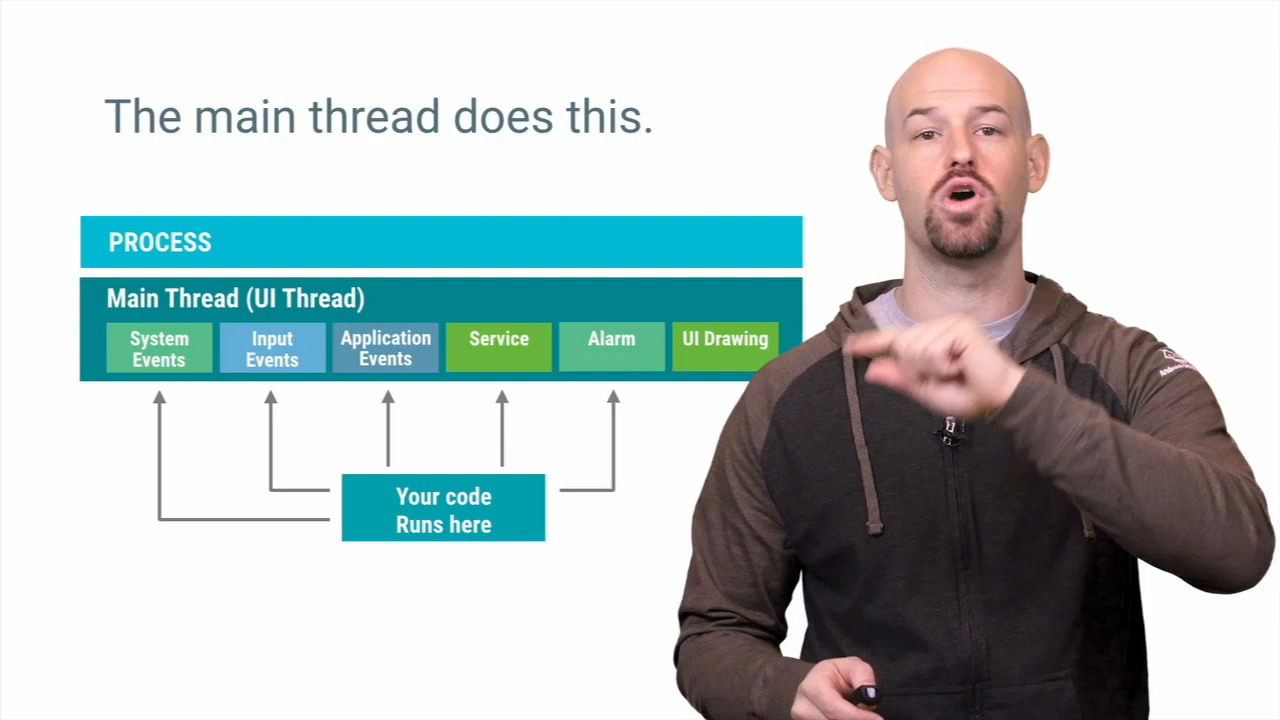 The main thread does this.
PROCESS
Main Thread (UI Thread)
System
Events
Input
Events
Application
Events
Service
Alarm
UI Drawing
Your code
Runs here